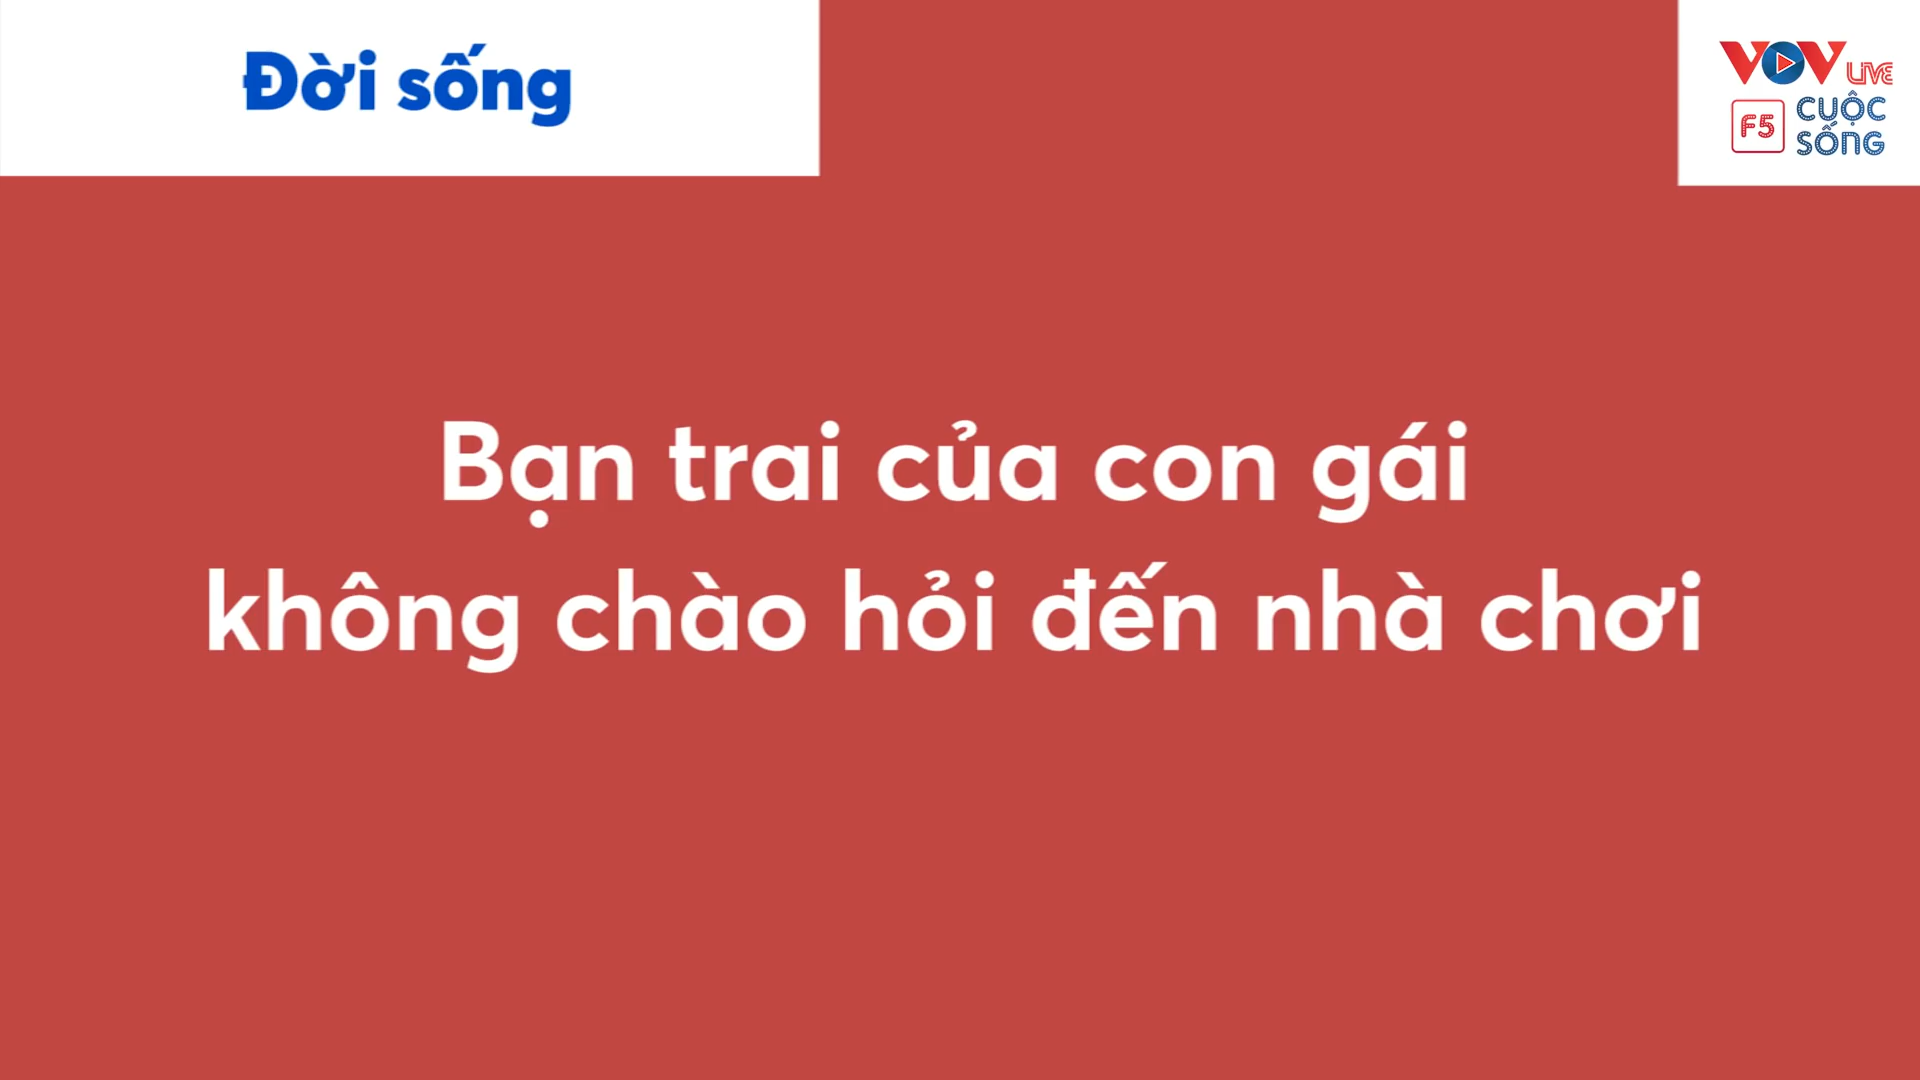 Đời sống
VOV LIVE
F5 CUỘC
SỐNG
Bạn trai của con gái
không chào hỏi đến nhà chơi